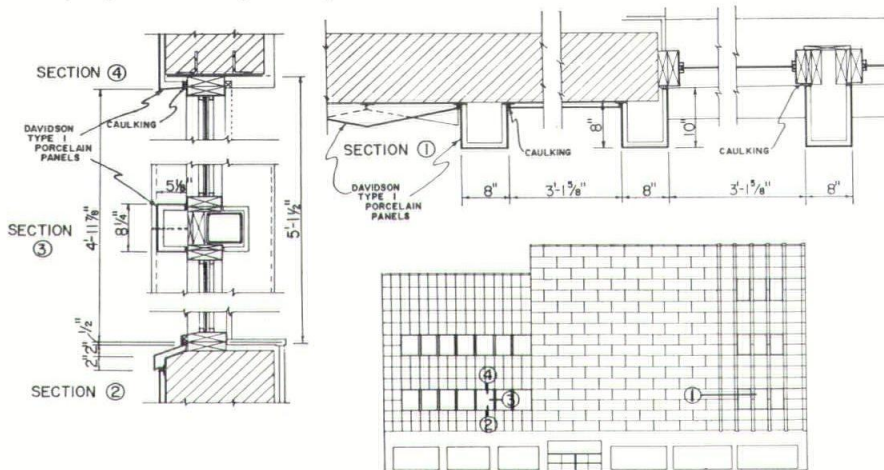 SECTION ④
DAVIDSON
TYPE I
PORCELAIN
PANELS
CAULKING
5⅛"
SECTION
③
4'-11⅞"
8¼"
5'-1½"
½"
2"
2"
SECTION ②
SECTION ①
DAVIDSON
TYPE I
PORCELAIN
PANELS
CAULKING
CAULKING
8"
10"
8"
3'-1⅝"
8"
3'-1⅝"
8"
④
③
②
①